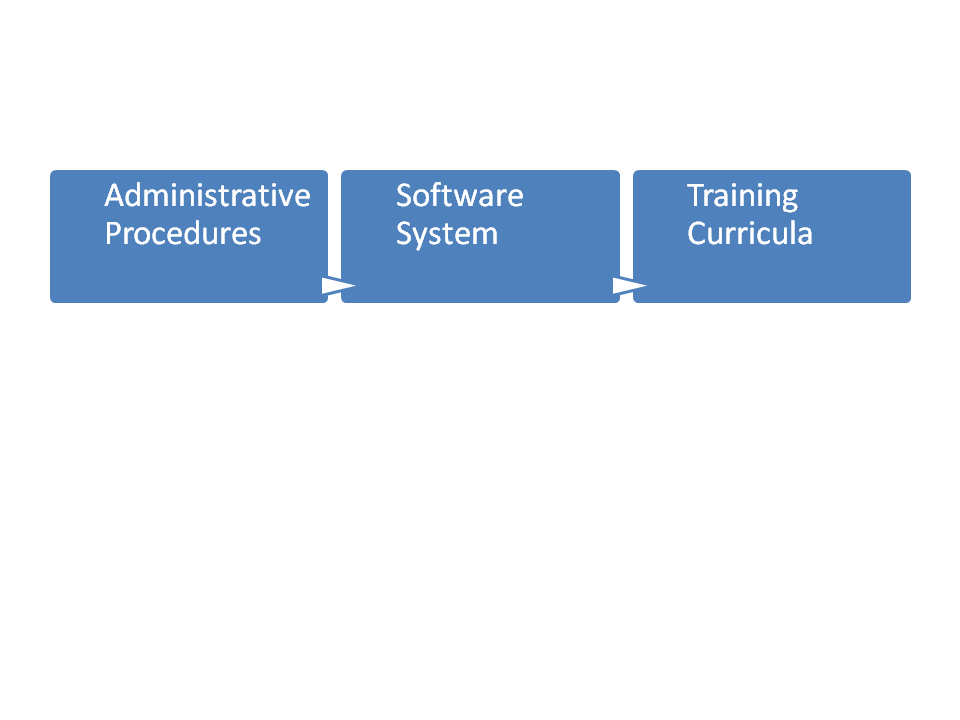 Administrative
Procedures
Software
System
Training
Curricula